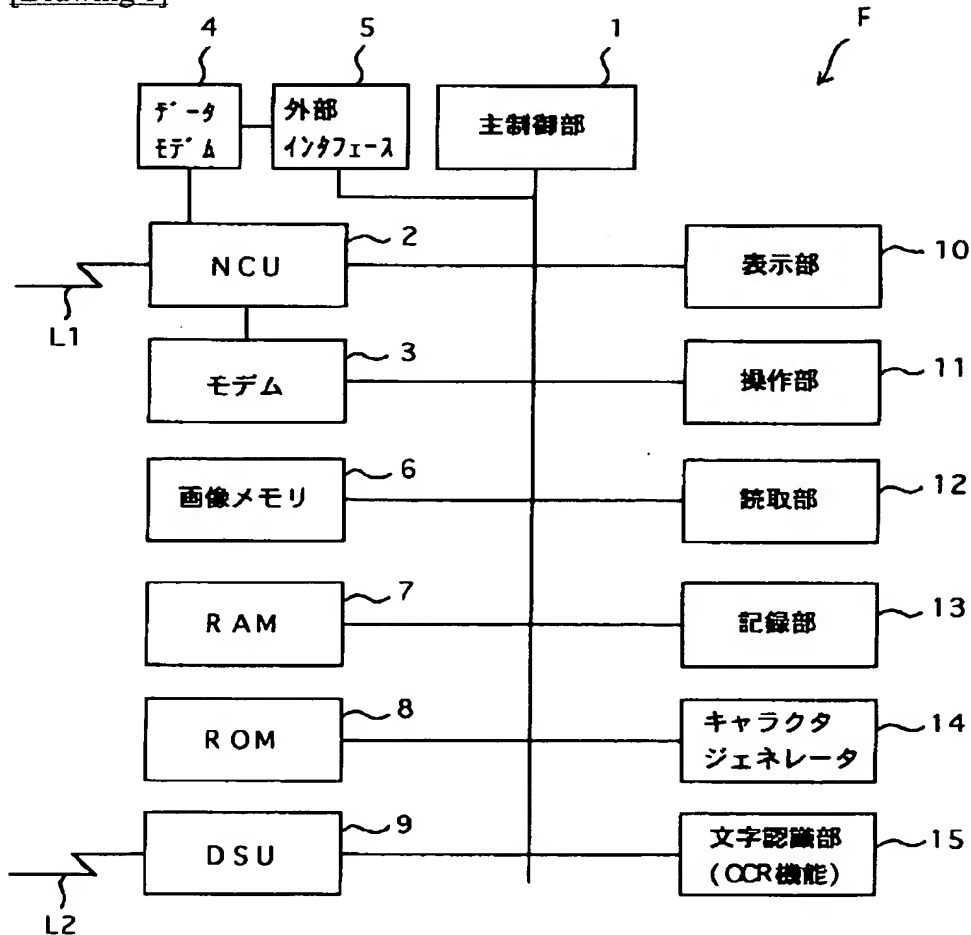 [Drawing 1]
F
4
5
1
データ
モデム
外部
インタフェース
主制御部
2
NCU
10
表示部
L1
3
モデム
11
操作部
6
画像メモリ
12
読取部
7
RAM
13
記録部
8
ROM
14
キャラクタ
ジェネレータ
9
DSU
15
文字認識部
(OCR機能)
L2